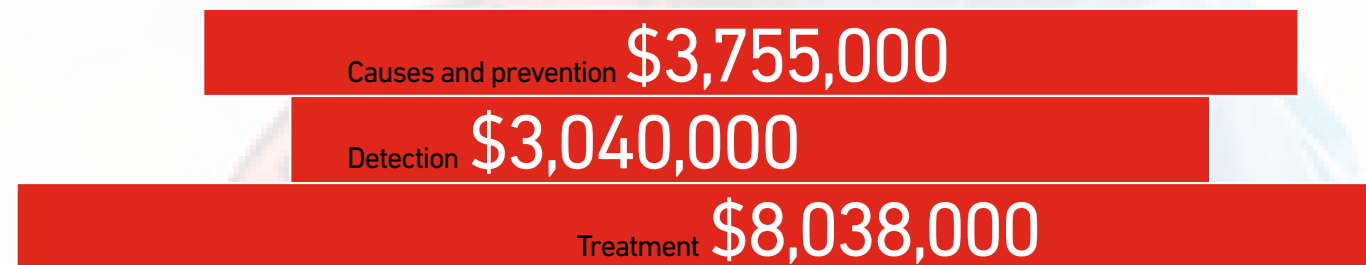 Causes and prevention $3,755,000
Detection $3,040,000
Treatment $8,038,000